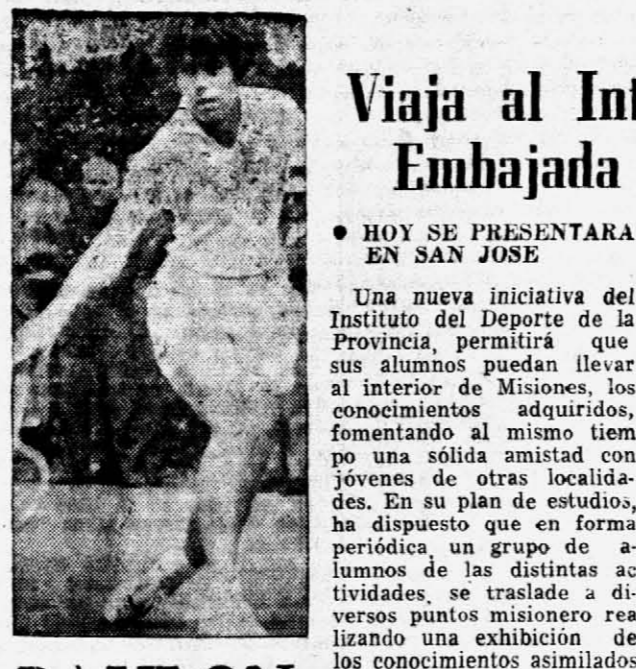 Viaja al Int
Embajada
● HOY SE PRESENTARA
EN SAN JOSE
Una nueva iniciativa del
Instituto del Deporte de la
Provincia, permitirá que
sus alumnos puedan llevar
al interior de Misiones, los
conocimientos adquiridos,
fomentando al mismo tiem
po una sólida amistad con
jóvenes de otras localida-
des. En su plan de estudios,
ha dispuesto que en forma
periódica un grupo de a-
lumnos de las distintas ac
tividades, se traslade a di-
versos puntos misionero rea
lizando una exhibición de
los conocimientos asimilados